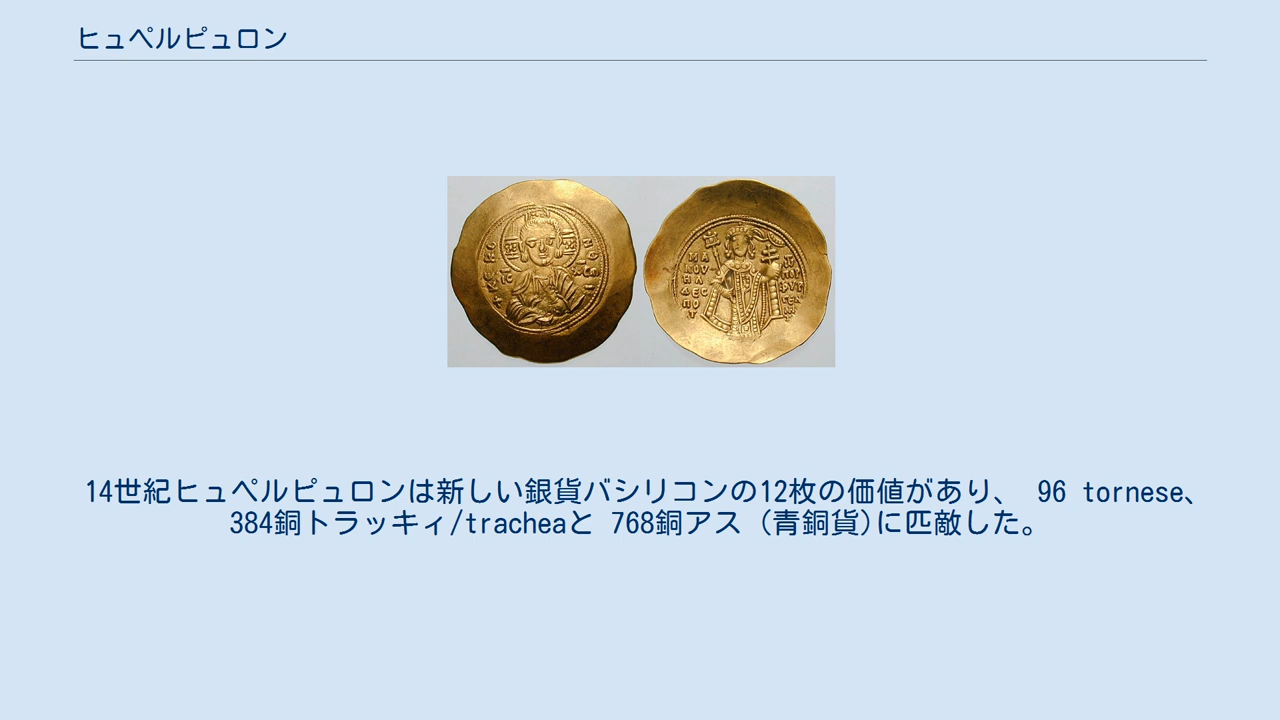 ヒュペルピュロン
14世紀ヒュペルピュロンは新しい銀貨バシリコンの12枚の価値があり、 96 tornese、
384銅トラッキィ/tracheaと 768銅アス (青銅貨)に匹敵した。